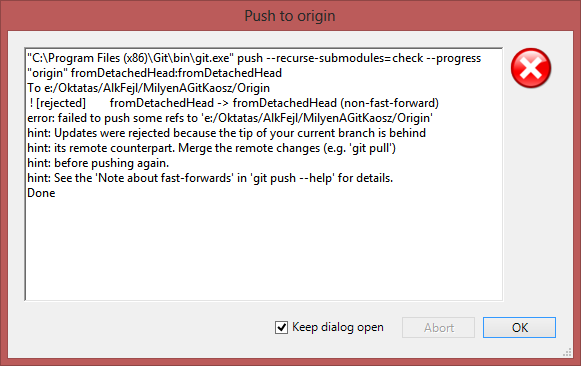 Push to origin
"C:\Program Files (x86)\Git\bin\git.exe" push --recurse-submodules=check --progress
"origin" fromDetachedHead:fromDetachedHead
To e:/Oktatas/AlkFejl/MilyenAGitKaosz/Origin
! [rejected] fromDetachedHead -> fromDetachedHead (non-fast-forward)
error: failed to push some refs to 'e:/Oktatas/AlkFejl/MilyenAGitKaosz/Origin'
hint: Updates were rejected because the tip of your current branch is behind
hint: its remote counterpart. Merge the remote changes (e.g. 'git pull')
hint: before pushing again.
hint: See the 'Note about fast-forwards' in 'git push --help' for details.
Done
Keep dialog open
Abort
OK